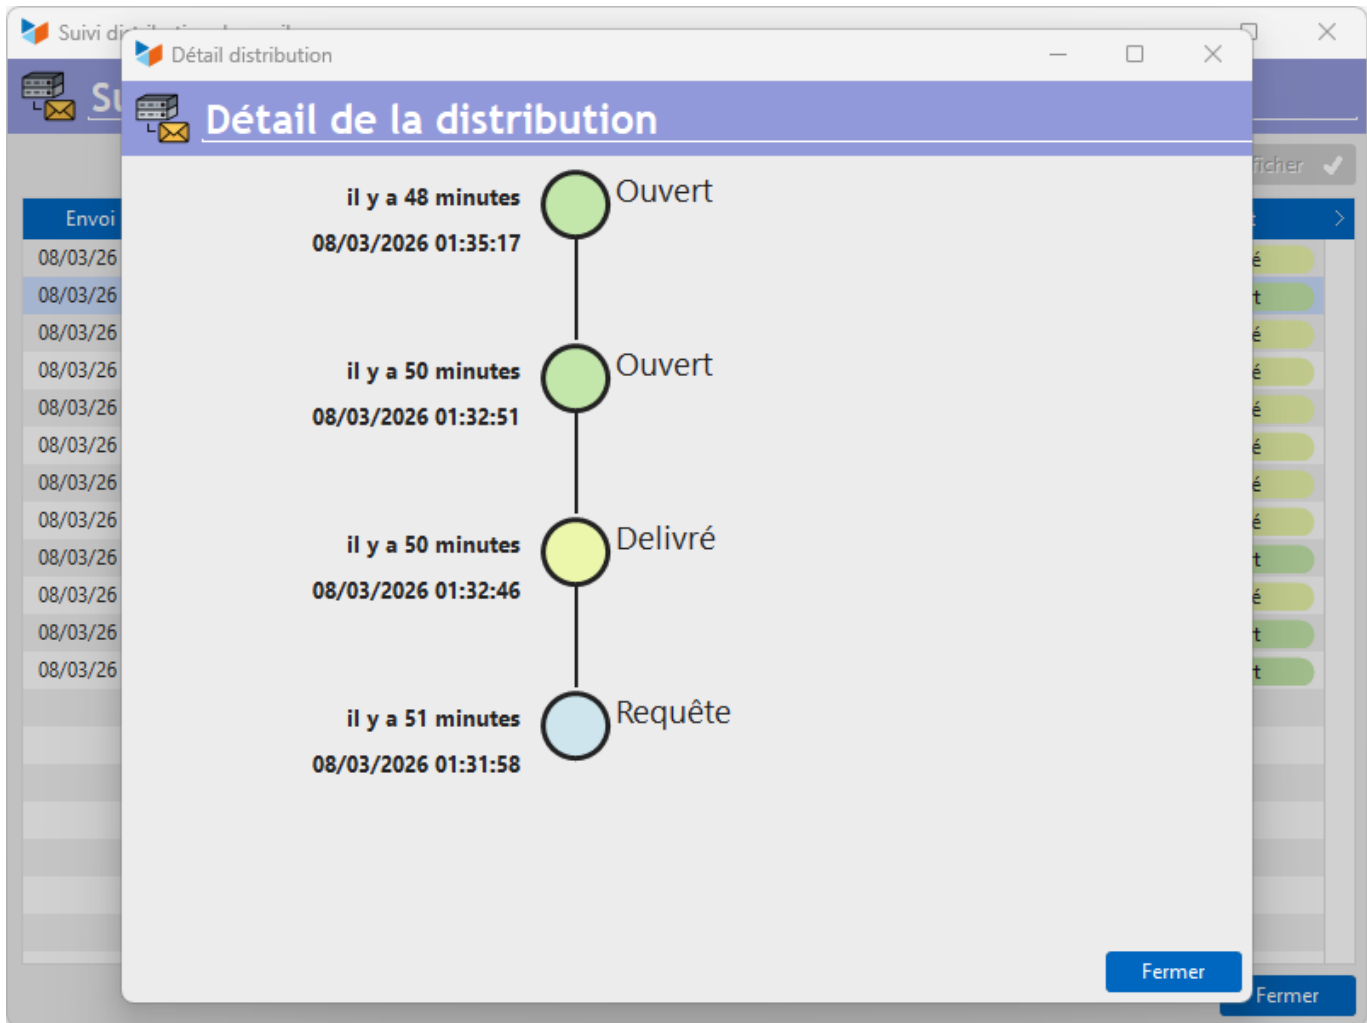 Suivi di
Détail distribution
Su
Détail de la distribution
ficher
il y a 48 minutes
Ouvert
08/03/2026 01:35:17
Envoi
08/03/26
é
08/03/26
t
08/03/26
é
il y a 50 minutes
Ouvert
08/03/26
é
08/03/2026 01:32:51
08/03/26
é
08/03/26
é
08/03/26
é
08/03/26
é
il y a 50 minutes
Delivré
08/03/26
t
08/03/2026 01:32:46
08/03/26
é
08/03/26
t
08/03/26
t
il y a 51 minutes
Requête
08/03/2026 01:31:58
Fermer
Fermer